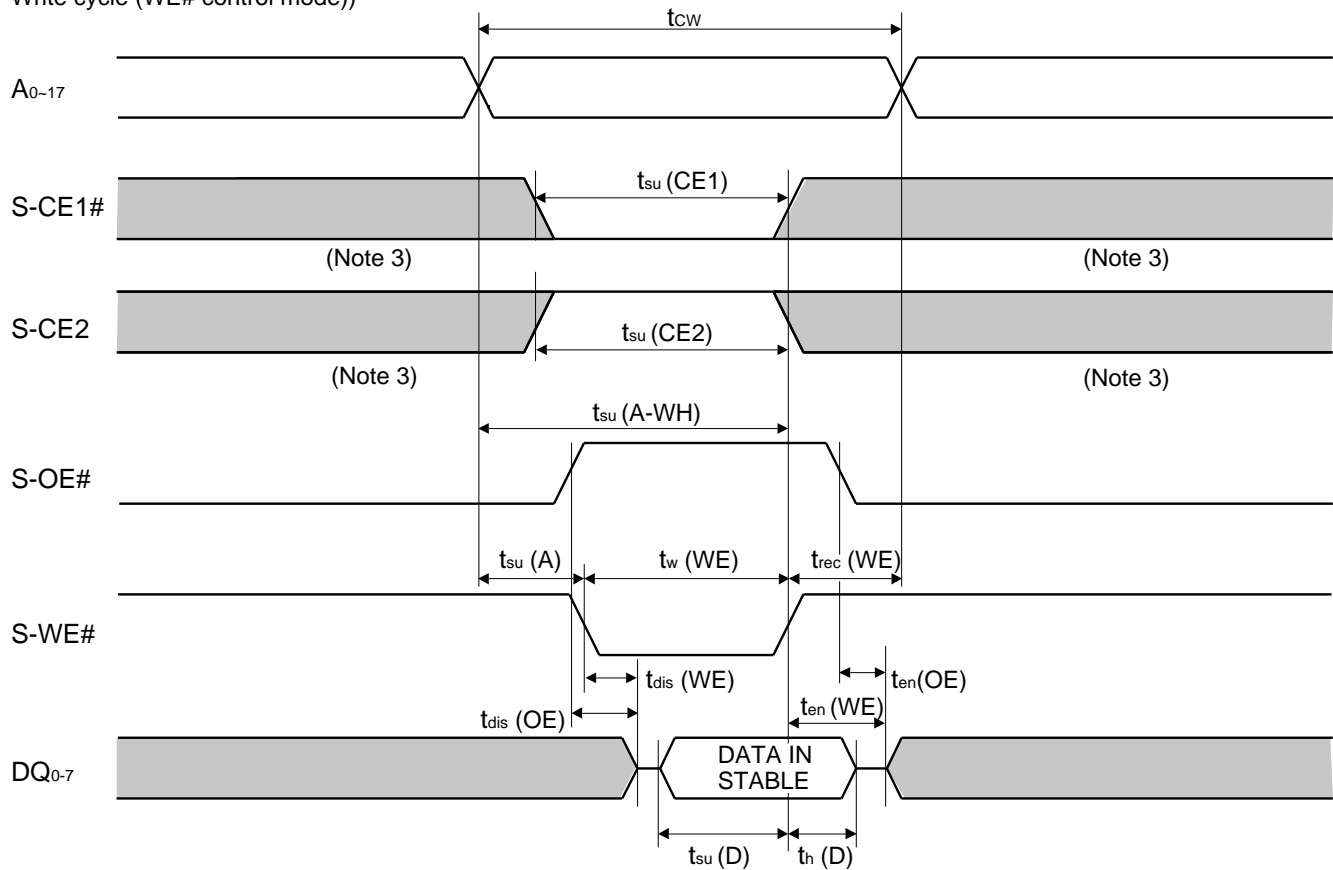 Write cycle (WE# control mode))
tCW
A0~17
tsu (CE1)
S-CE1#
(Note 3)
(Note 3)
S-CE2
tsu (CE2)
(Note 3)
(Note 3)
tsu (A-WH)
S-OE#
tsu (A)
tw (WE)
trec (WE)
S-WE#
tdis (WE)
ten(OE)
tdis (OE)
ten (WE)
DQ0-7
DATA IN
STABLE
tsu (D)
th (D)